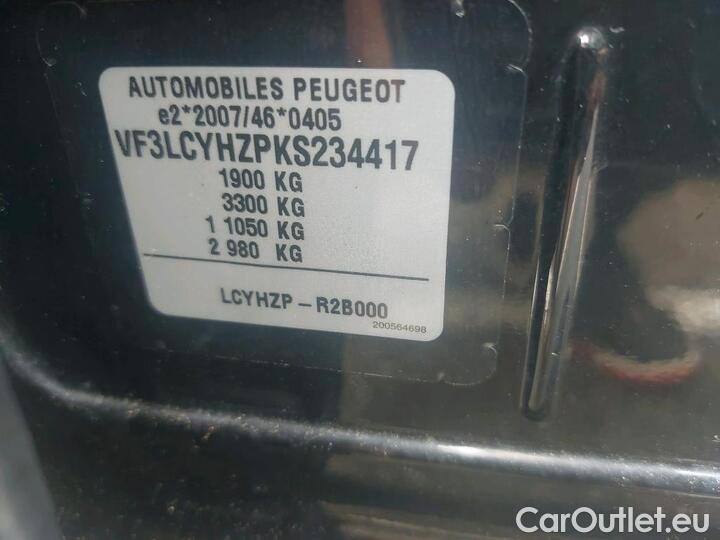 AUTOMOBILES PEUGEOT
e2*2007/46*0405
VF3LCYHZPKS234417
1900 KG
3300 KG
1 1050 KG
2 980 KG
LCYHZP - R2B000
200564698
CarOutlet.eu